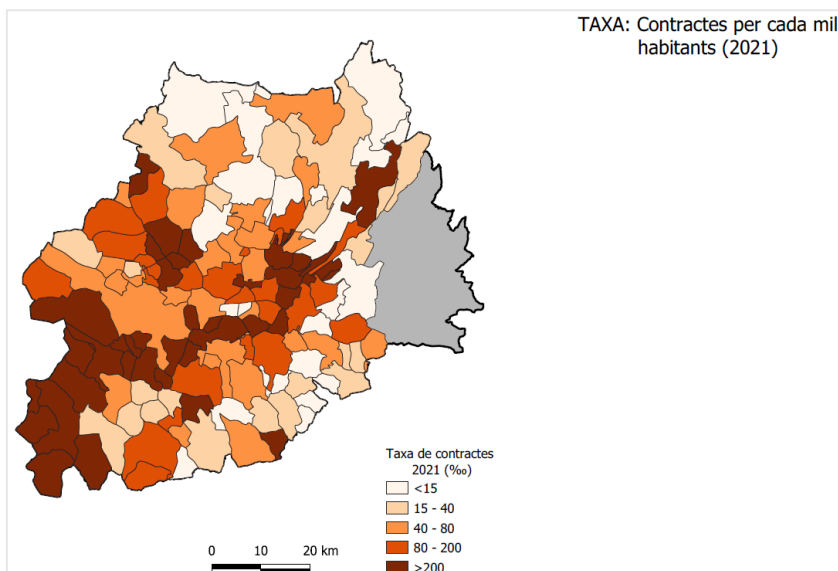 TAXA: Contractes per cada mil
habitants (2021)
Taxa de contractes
2021 (‰)
<15
15 - 40
40 - 80
80 - 200
>200
0 10 20 km